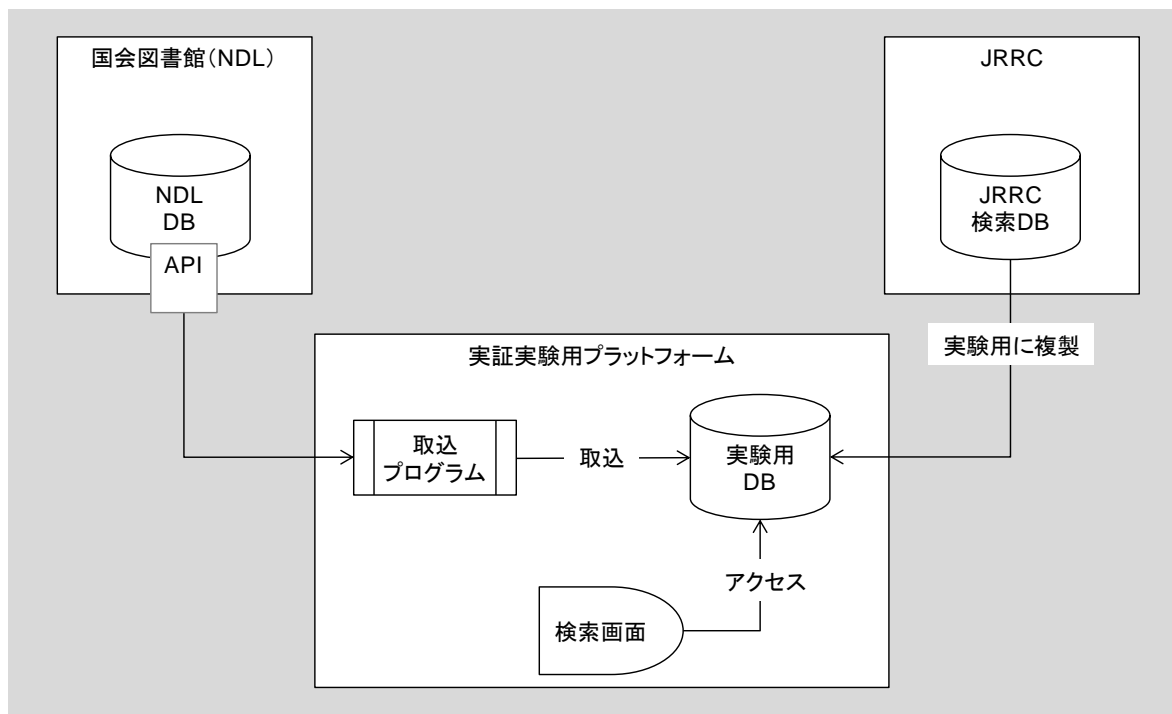 国会図書館(NDL)
NDL
DB
API
JRRC
JRRC
検索DB
実験用に複製
実証実験用プラットフォーム
取込
プログラム
取込
実験用
DB
アクセス
検索画面